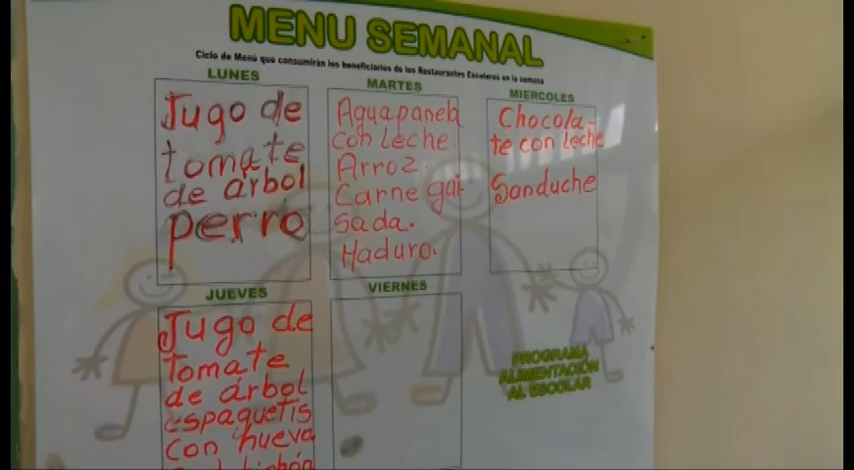 MENU SEMANAL
Ciclo de Menú que consumirán los beneficiarios de los Restaurantes Escolares en la semana
LUNES
Jugo de
tomate
de árbol
perro
MARTES
Aguapanela
con leche
Arroz.
Carne gui-
sada.
Maduro.
MIERCOLES
Chocola-
te con leche
Sanduche
JUEVES
Jugo de
Tomate
de árbol
espaguetis
con hueva
VIERNES
PROGRAMA
ALIMENTACIÓN
AL ESCOLAR